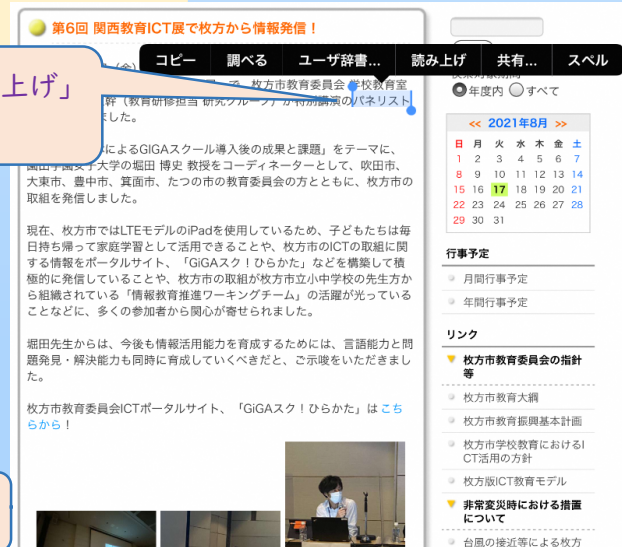 第6回 関西教育ICT展で枚方から情報発信！
コピー 調べる ユーザ辞書... 読み上げ 共有... スペル
上げ」
(金)
で、枚方市教育委員会 学校教育室
幹（教育研修担当 研究グループ）が特別講演のパネリスト
ました。
によるGIGAスクール導入後の成果と課題」をテーマに、
園田学園女子大学の堀田 博史 教授をコーディネーターとして、吹田市、
大東市、豊中市、箕面市、たつの市の教育委員会の方とともに、枚方市の
取組を発信しました。
現在、枚方市ではLTEモデルのiPadを使用しているため、子どもたちは毎
日持ち帰って家庭学習として活用できることや、枚方市のICTの取組に関
する情報をポータルサイト、「GiGAスク！ひらかた」などを構築して積
極的に発信していることや、枚方市の取組が枚方市立小中学校の先生方か
ら組織されている「情報教育推進ワーキングチーム」の活躍が光っている
ことなどに、多くの参加者から関心が寄せられました。
堀田先生からは、今後も情報活用能力を育成するためには、言語能力と問
題発見・解決能力も同時に育成していくべきだと、ご示唆をいただきまし
た。
枚方市教育委員会ICTポータルサイト、「GiGAスク！ひらかた」は こち
らから！
年度内 すべて
<< 2021年8月 >>
日 月 火 水 木 金 土
1 2 3 4 5 6 7
8 9 10 11 12 13 14
15 16 17 18 19 20 21
22 23 24 25 26 27 28
29 30 31
行事予定
月間行事予定
年間行事予定
リンク
枚方市教育委員会の指針
等
枚方市教育大綱
枚方市教育振興基本計画
枚方市学校教育におけるI
CT活用の方針
枚方版ICT教育モデル
非常変災時における措置
について
台風の接近等による枚方